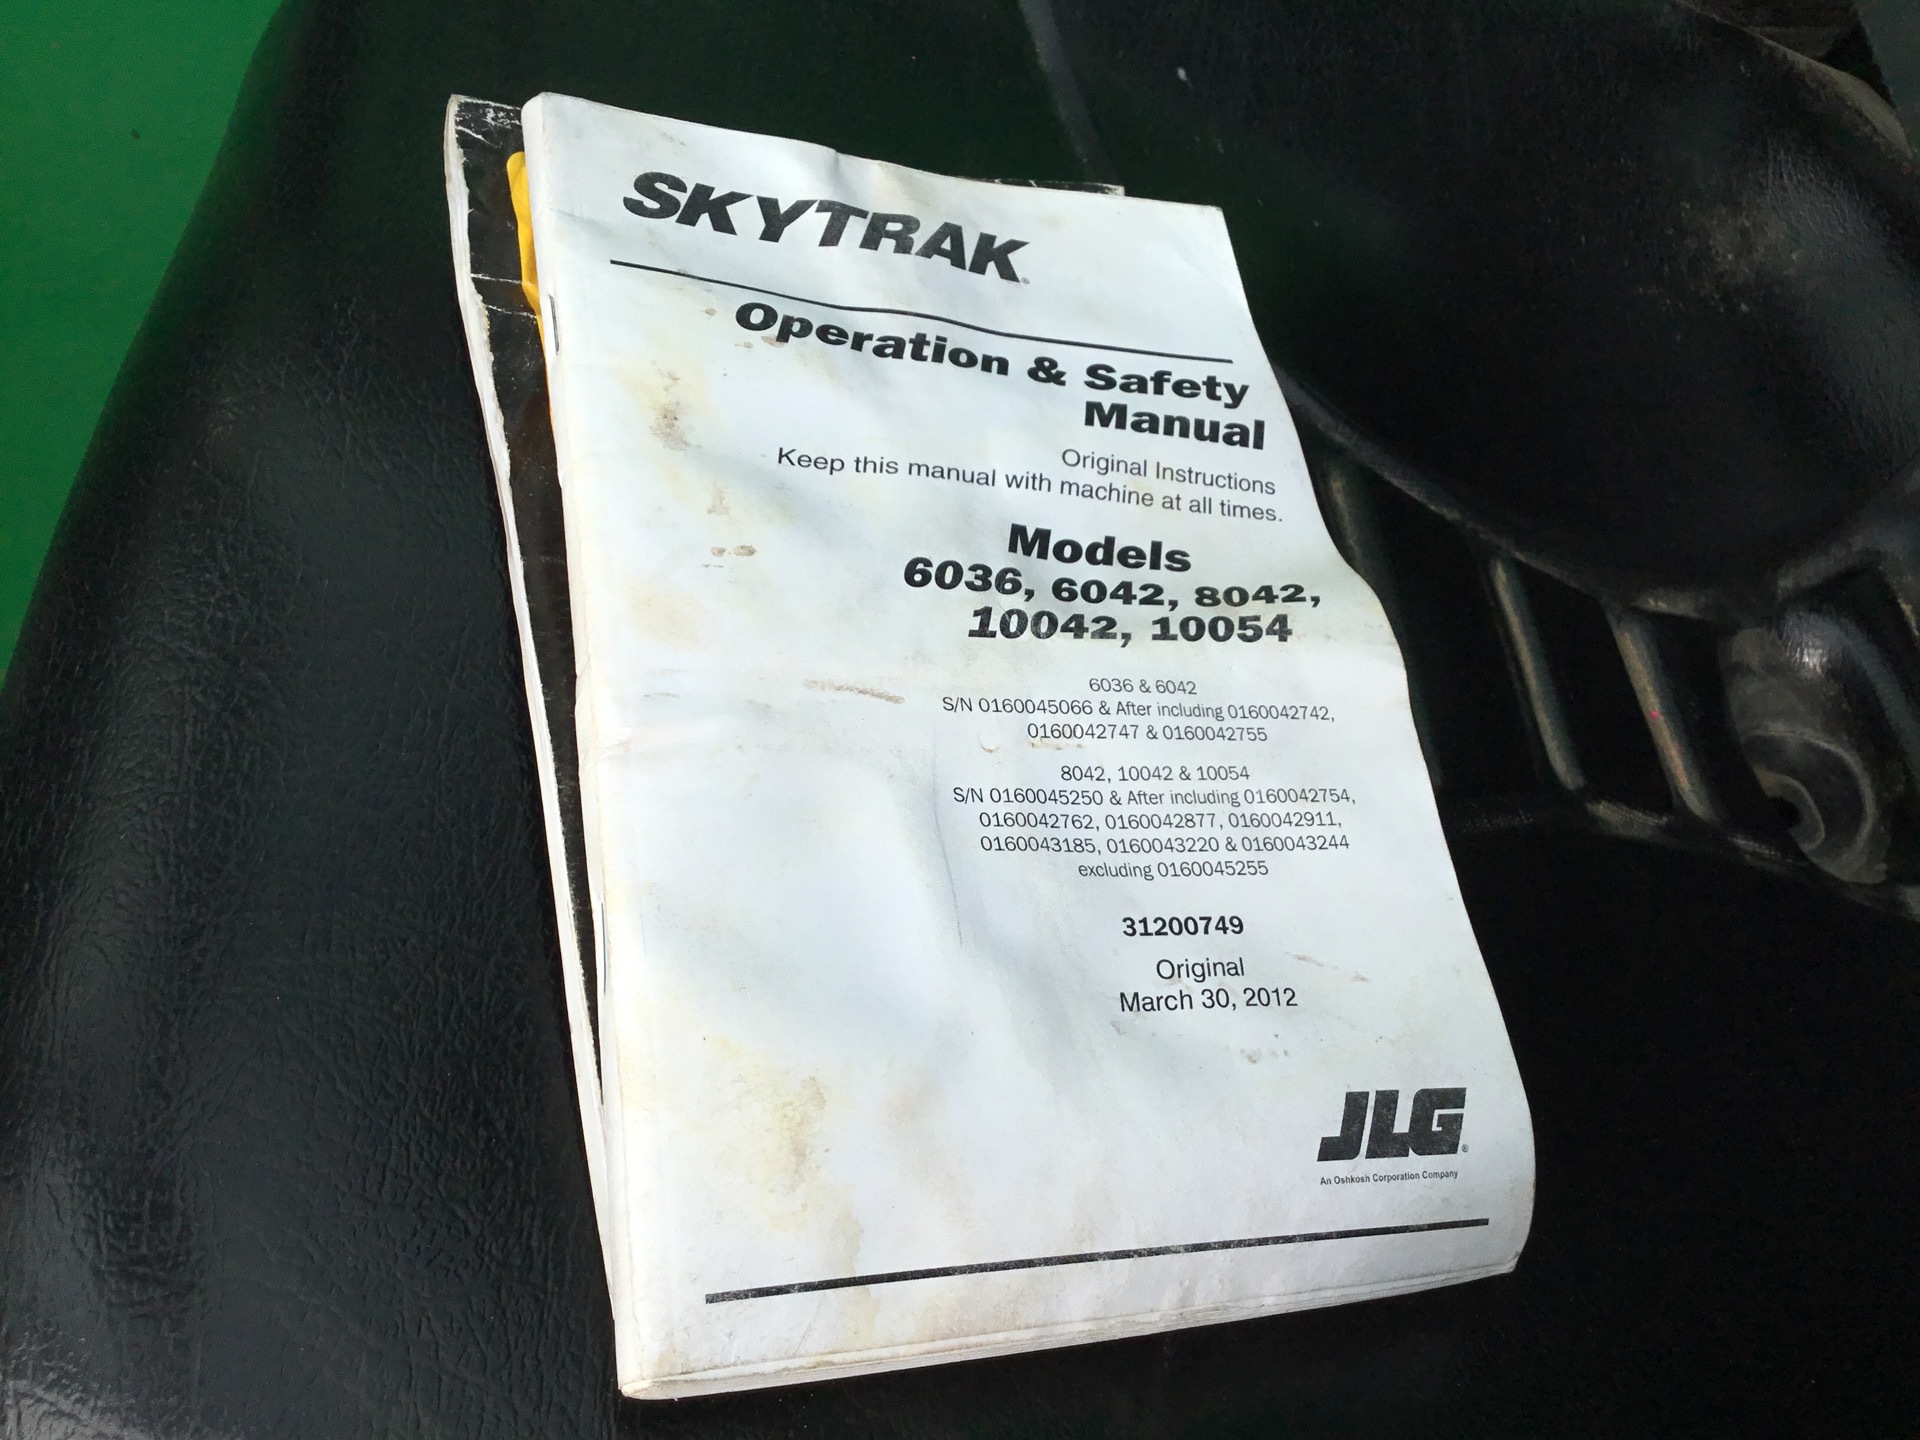 SKYTRAK®
Operation & Safety
Manual
Original Instructions
Keep this manual with machine at all times.
Models
6036, 6042, 8042,
10042, 10054
6036 & 6042
S/N 0160045066 & After including 0160042742,
0160042747 & 0160042755
8042, 10042 & 10054
S/N 0160045250 & After including 0160042754,
0160042762, 0160042877, 0160042911,
0160043185, 0160043220 & 0160043244
excluding 0160045255
31200749
Original
March 30, 2012
JLG®
An Oshkosh Corporation Company